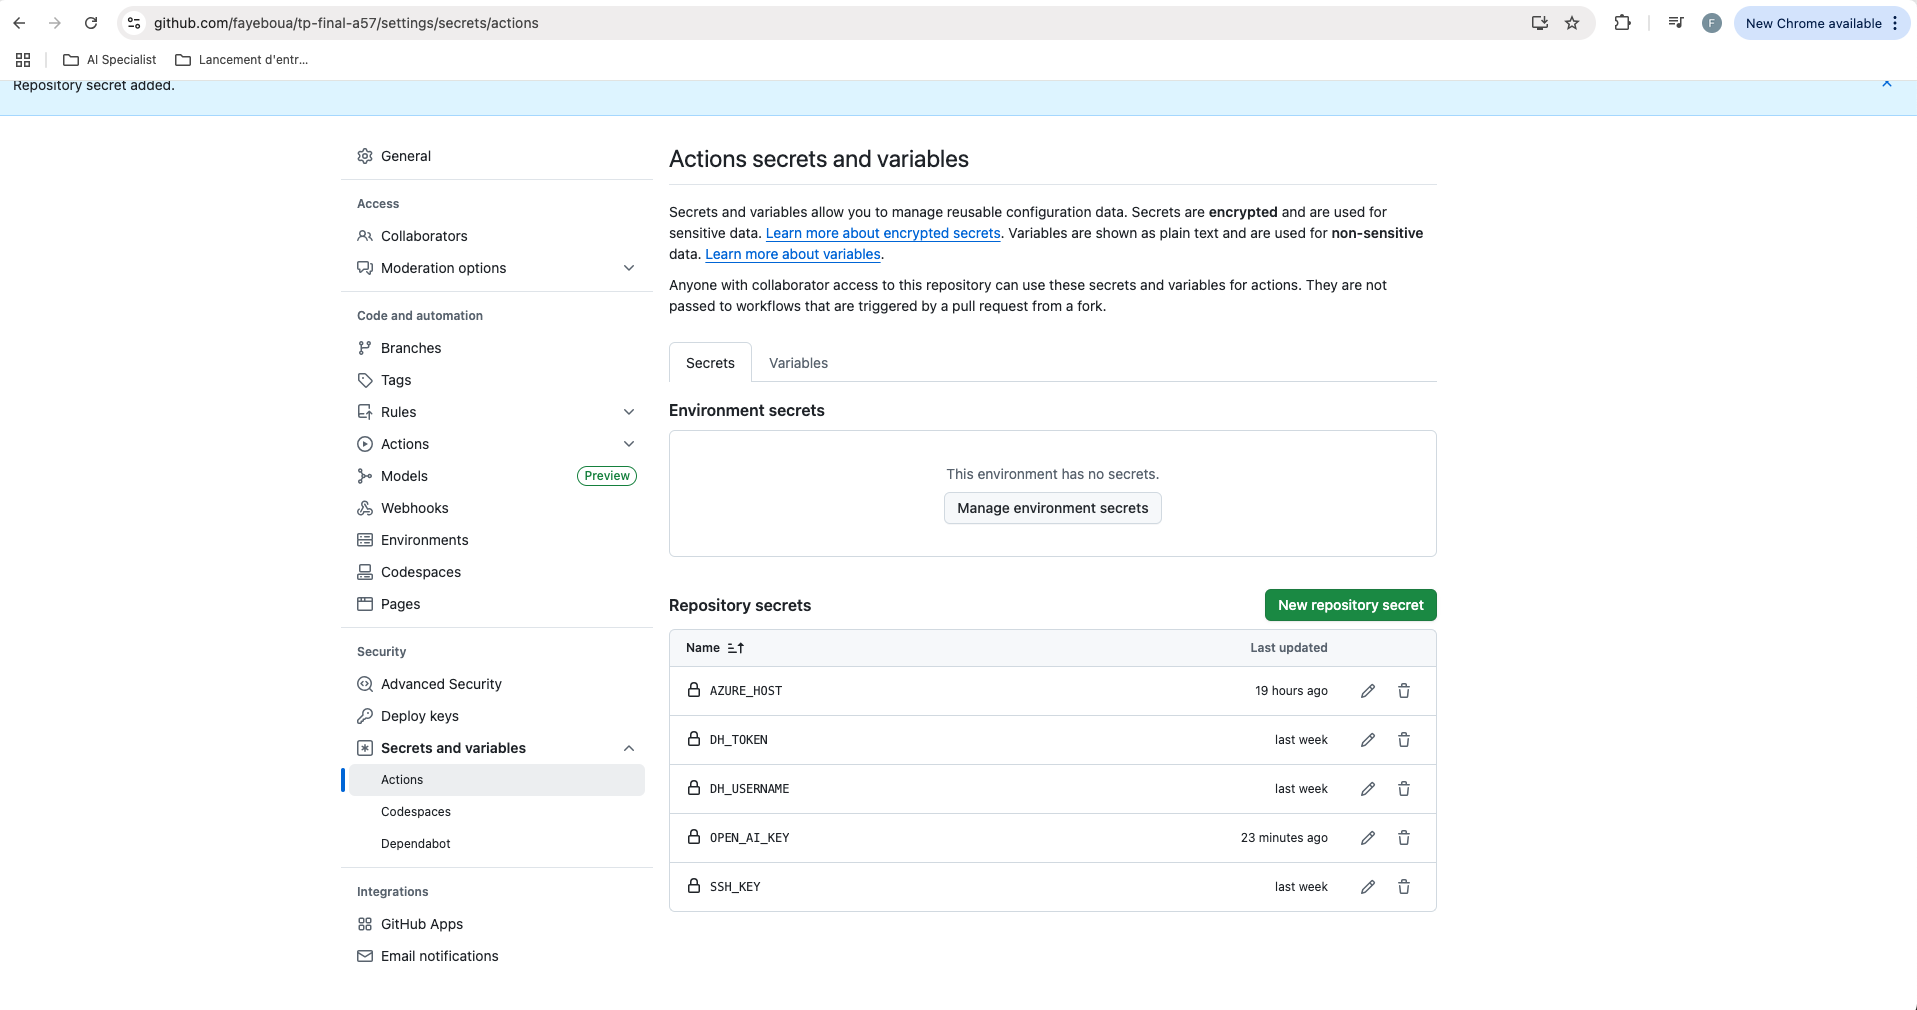 github.com/fayeboua/tp-final-a57/settings/secrets/actions
F
New Chrome available
AI Specialist
Lancement d'entr...
Repository secret added.
General
Access
Collaborators
Moderation options
Code and automation
Branches
Tags
Rules
Actions
Models
Preview
Webhooks
Environments
Codespaces
Pages
Security
Advanced Security
Deploy keys
Secrets and variables
Actions
Codespaces
Dependabot
Integrations
GitHub Apps
Email notifications
Actions secrets and variables
Secrets and variables allow you to manage reusable configuration data. Secrets are encrypted and are used for
sensitive data. Learn more about encrypted secrets. Variables are shown as plain text and are used for non-sensitive
data. Learn more about variables.
Anyone with collaborator access to this repository can use these secrets and variables for actions. They are not
passed to workflows that are triggered by a pull request from a fork.
Secrets
Variables
Environment secrets
This environment has no secrets.
Manage environment secrets
Repository secrets
New repository secret
Name
Last updated
AZURE_HOST
19 hours ago
DH_TOKEN
last week
DH_USERNAME
last week
OPEN_AI_KEY
23 minutes ago
SSH_KEY
last week